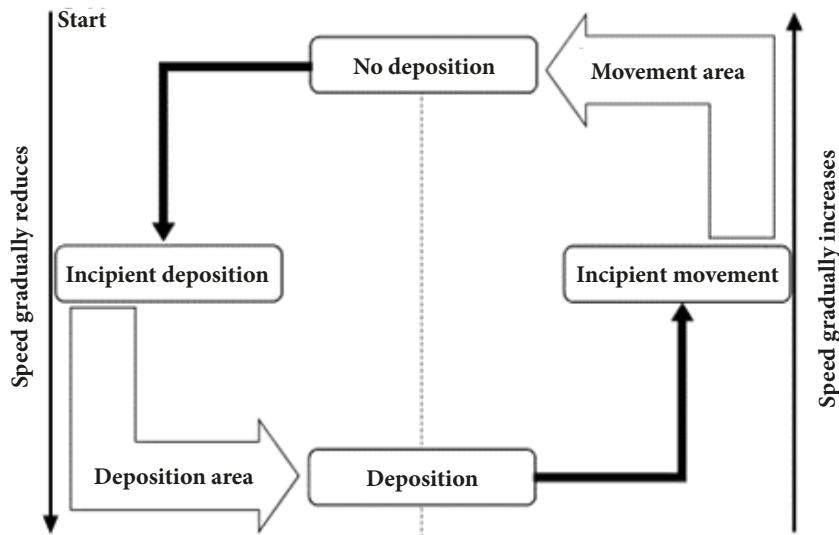 Start
No deposition
Movement area
Speed gradually reduces
Speed gradually increases
Incipient deposition
Incipient movement
Deposition area
Deposition